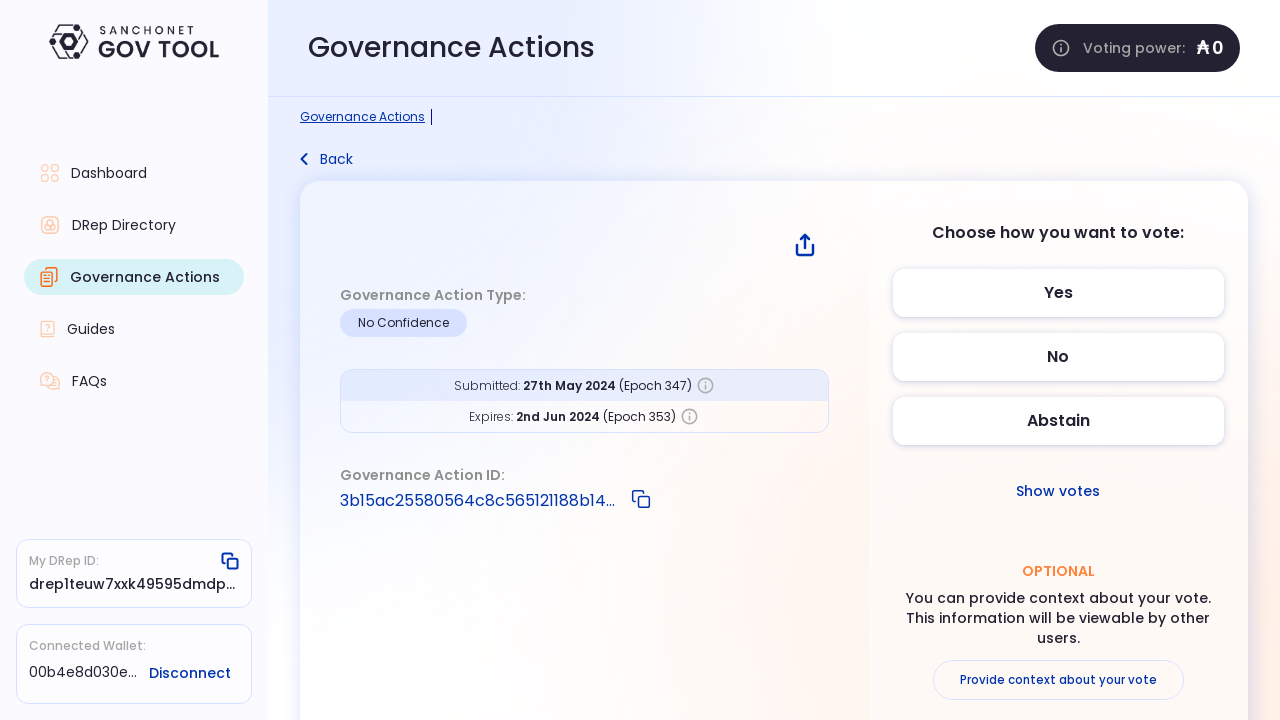 SANCHONET
GOV TOOL
Governance Actions
Voting power: ₳0
Governance Actions
Back
Dashboard
DRep Directory
Governance Actions
Guides
FAQs
Governance Action Type:
No Confidence
Submitted: 27th May 2024 (Epoch 347)
Expires: 2nd Jun 2024 (Epoch 353)
Governance Action ID:
3b15ac25580564c8c565121188b14...
Choose how you want to vote:
Yes
No
Abstain
Show votes
OPTIONAL
You can provide context about your vote.
This information will be viewable by other
users.
Provide context about your vote
My DRep ID:
drep1teuw7xxk49595dmdp...
Connected Wallet:
00b4e8d030e...
Disconnect